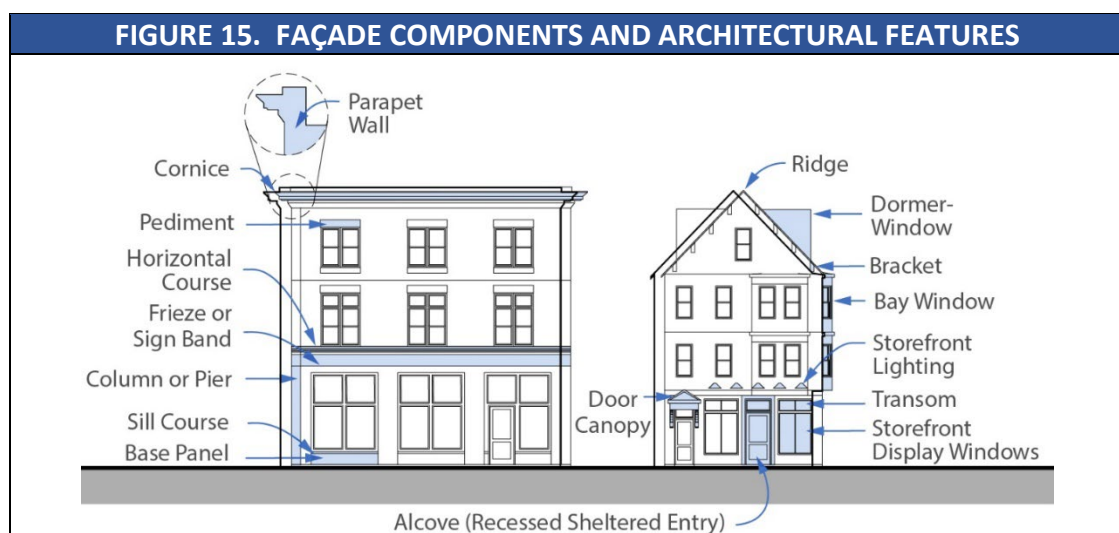 FIGURE 15. FAÇADE COMPONENTS AND ARCHITECTURAL FEATURES
Parapet
Wall
Cornice
Pediment
Horizontal
Course
Frieze or
Sign Band
Column or Pier
Sill Course
Base Panel
Ridge
Dormer-
Window
Bracket
Bay Window
Storefront
Lighting
Door
Canopy
Transom
Storefront
Display Windows
Alcove (Recessed Sheltered Entry)